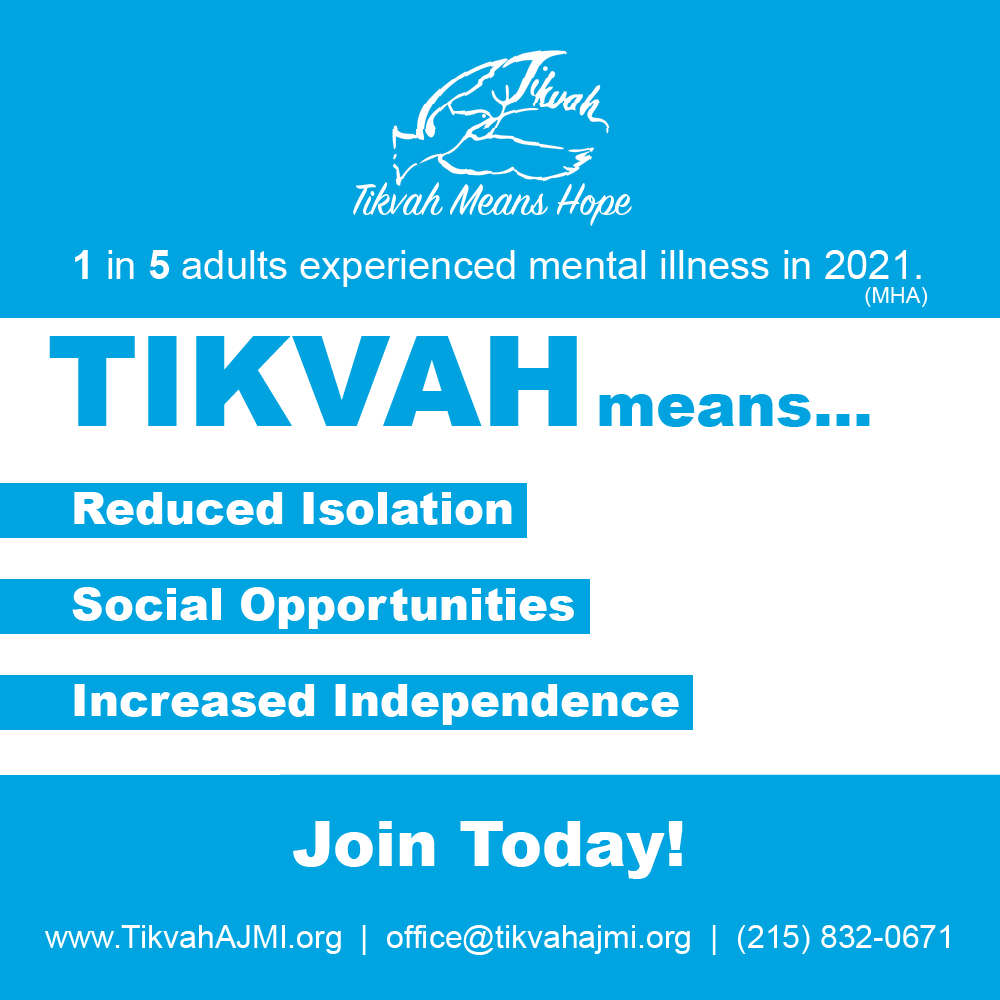 Tikvah
Tikvah Means Hope
1 in 5 adults experienced mental illness in 2021.
(MHA)
TIKVAH means...
Reduced Isolation
Social Opportunities
Increased Independence
Join Today!
www.TikvahAJMI.org | office@tikvahajmi.org | (215) 832-0671